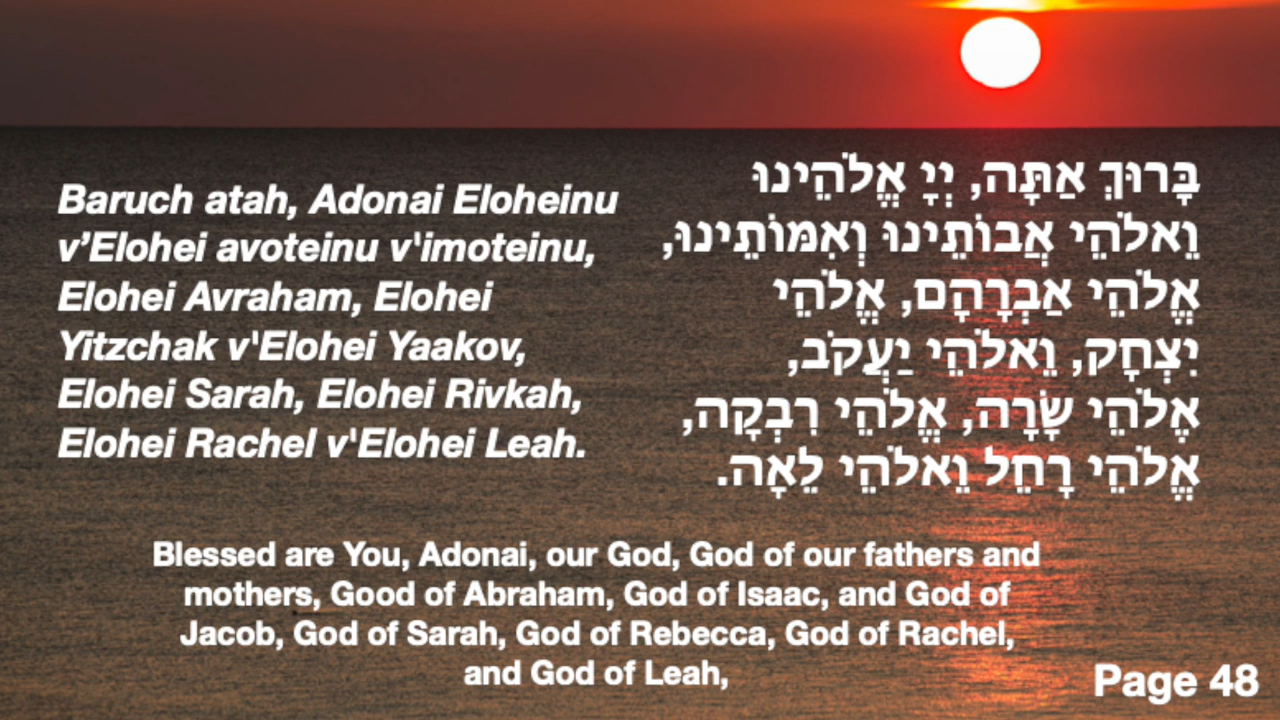 Baruch atah, Adonai Eloheinu
v’Elohei avoteinu v'imoteinu,
Elohei Avraham, Elohei
Yitzchak v'Elohei Yaakov,
Elohei Sarah, Elohei Rivkah,
Elohei Rachel v'Elohei Leah.
בָּרוּךְ אַתָּה, יְיָ אֱלֹהֵינוּ
וֵאלֹהֵי אֲבוֹתֵינוּ וְאִמּוֹתֵינוּ,
אֱלֹהֵי אַבְרָהָם, אֱלֹהֵי
יִצְחָק, וֵאלֹהֵי יַעֲקֹב,
אֱלֹהֵי שָׂרָה, אֱלֹהֵי רִבְקָה,
אֱלֹהֵי רָחֵל וֵאלֹהֵי לֵאָה.
Blessed are You, Adonai, our God, God of our fathers and
mothers, Good of Abraham, God of Isaac, and God of
Jacob, God of Sarah, God of Rebecca, God of Rachel,
and God of Leah,
Page 48